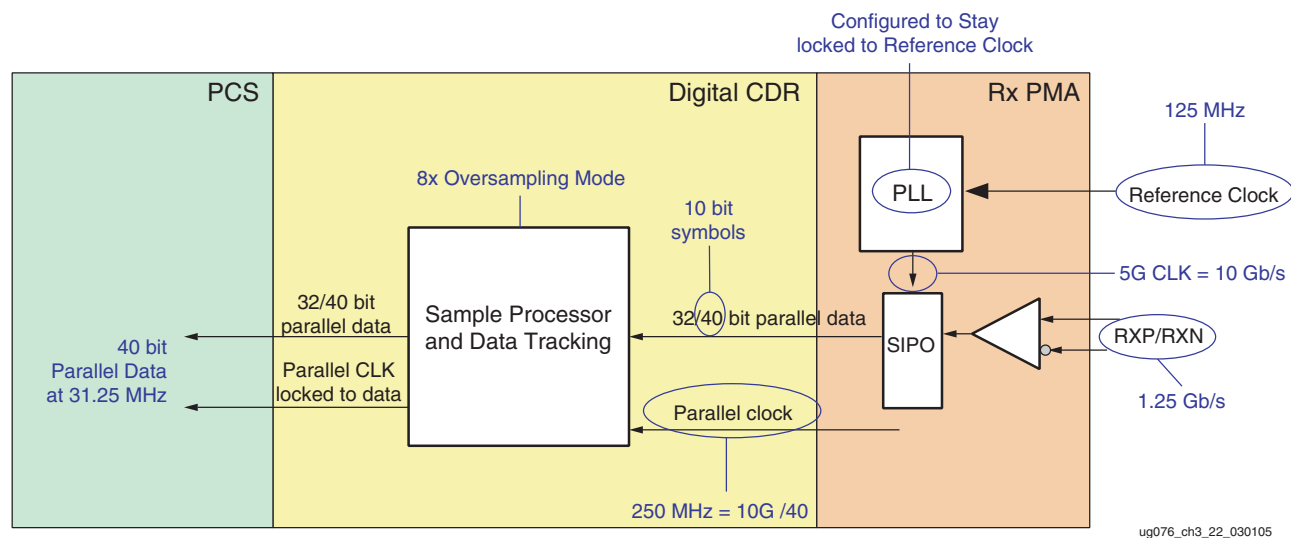 Configured to Stay
locked to Reference Clock
PCS
Digital CDR
Rx PMA
125 MHz
8x Oversampling Mode
PLL
Reference Clock
10 bit
symbols
5G CLK = 10 Gb/s
32/40 bit
parallel data
Sample Processor
and Data Tracking
32/40 bit parallel data
SIPO
RXP/RXN
40 bit
Parallel Data
at 31.25 MHz
Parallel CLK
locked to data
Parallel clock
1.25 Gb/s
250 MHz = 10G /40
ug076_ch3_22_030105